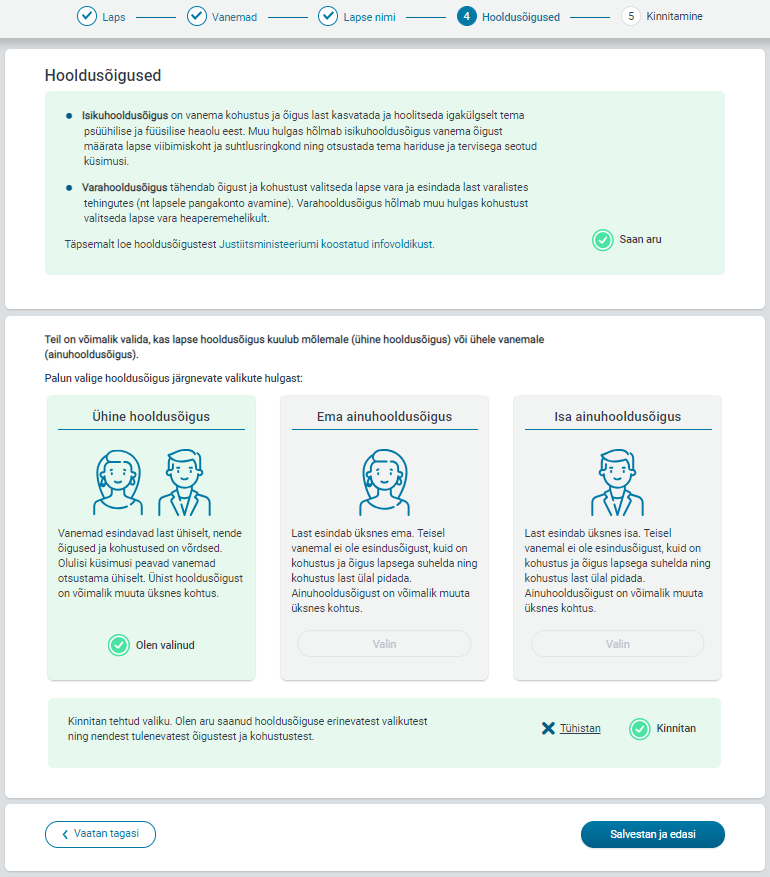 Laps
Vanemad
Lapse nimi
4 Hooldusõigused
5 Kinnitamine
Hooldusõigused
Isikuhooldusõigus on vanema kohustus ja õigus last kasvatada ja hoolitseda igakülgselt tema
psüühilise ja füüsilise heaolu eest. Muu hulgas hõlmab isikuhooldusõigus vanema õigust
määrata lapse viibimiskoht ja suhtlusringkond ning otsustada tema hariduse ja tervisega seotud
küsimusi.
Varahooldusõigus tähendab õigust ja kohustust valitseda lapse vara ja esindada last varalistes
tehingutes (nt lapsele pangakonto avamine). Varahooldusõigus hõlmab muu hulgas kohustust
valitseda lapse vara heaperemehelikult.
Täpsemalt loe hooldusõigustest Justiitsministeeriumi koostatud infovoldikust.
Saan aru
Teil on võimalik valida, kas lapse hooldusõigus kuulub mõlemale (ühine hooldusõigus) või ühele vanemale
(ainuhooldusõigus).
Palun valige hooldusõigus järgnevate valikute hulgast:
Ühine hooldusõigus
Vanemad esindavad last ühiselt, nende
õigused ja kohustused on võrdsed.
Olulisi küsimusi peavad vanemad
otsustama ühiselt. Ühist hooldusõigust
on võimalik muuta üksnes kohtus.
Olen valinud
Ema ainuhooldusõigus
Last esindab üksnes ema. Teisel
vanemal ei ole esindusõigust, kuid on
kohustus ja õigus lapsega suhelda ning
kohustus last ülal pidada.
Ainuhooldusõigust on võimalik muuta
üksnes kohtus.
Valin
Isa ainuhooldusõigus
Last esindab üksnes isa. Teisel
vanemal ei ole esindusõigust, kuid on
kohustus ja õigus lapsega suhelda ning
kohustus last ülal pidada.
Ainuhooldusõigust on võimalik muuta
üksnes kohtus.
Valin
Kinnitan tehtud valiku. Olen aru saanud hooldusõiguse erinevatest valikutest
ning nendest tulenevatest õigustest ja kohustustest.
Tühistan
Kinnitan
Vaatan tagasi
Salvestan ja edasi